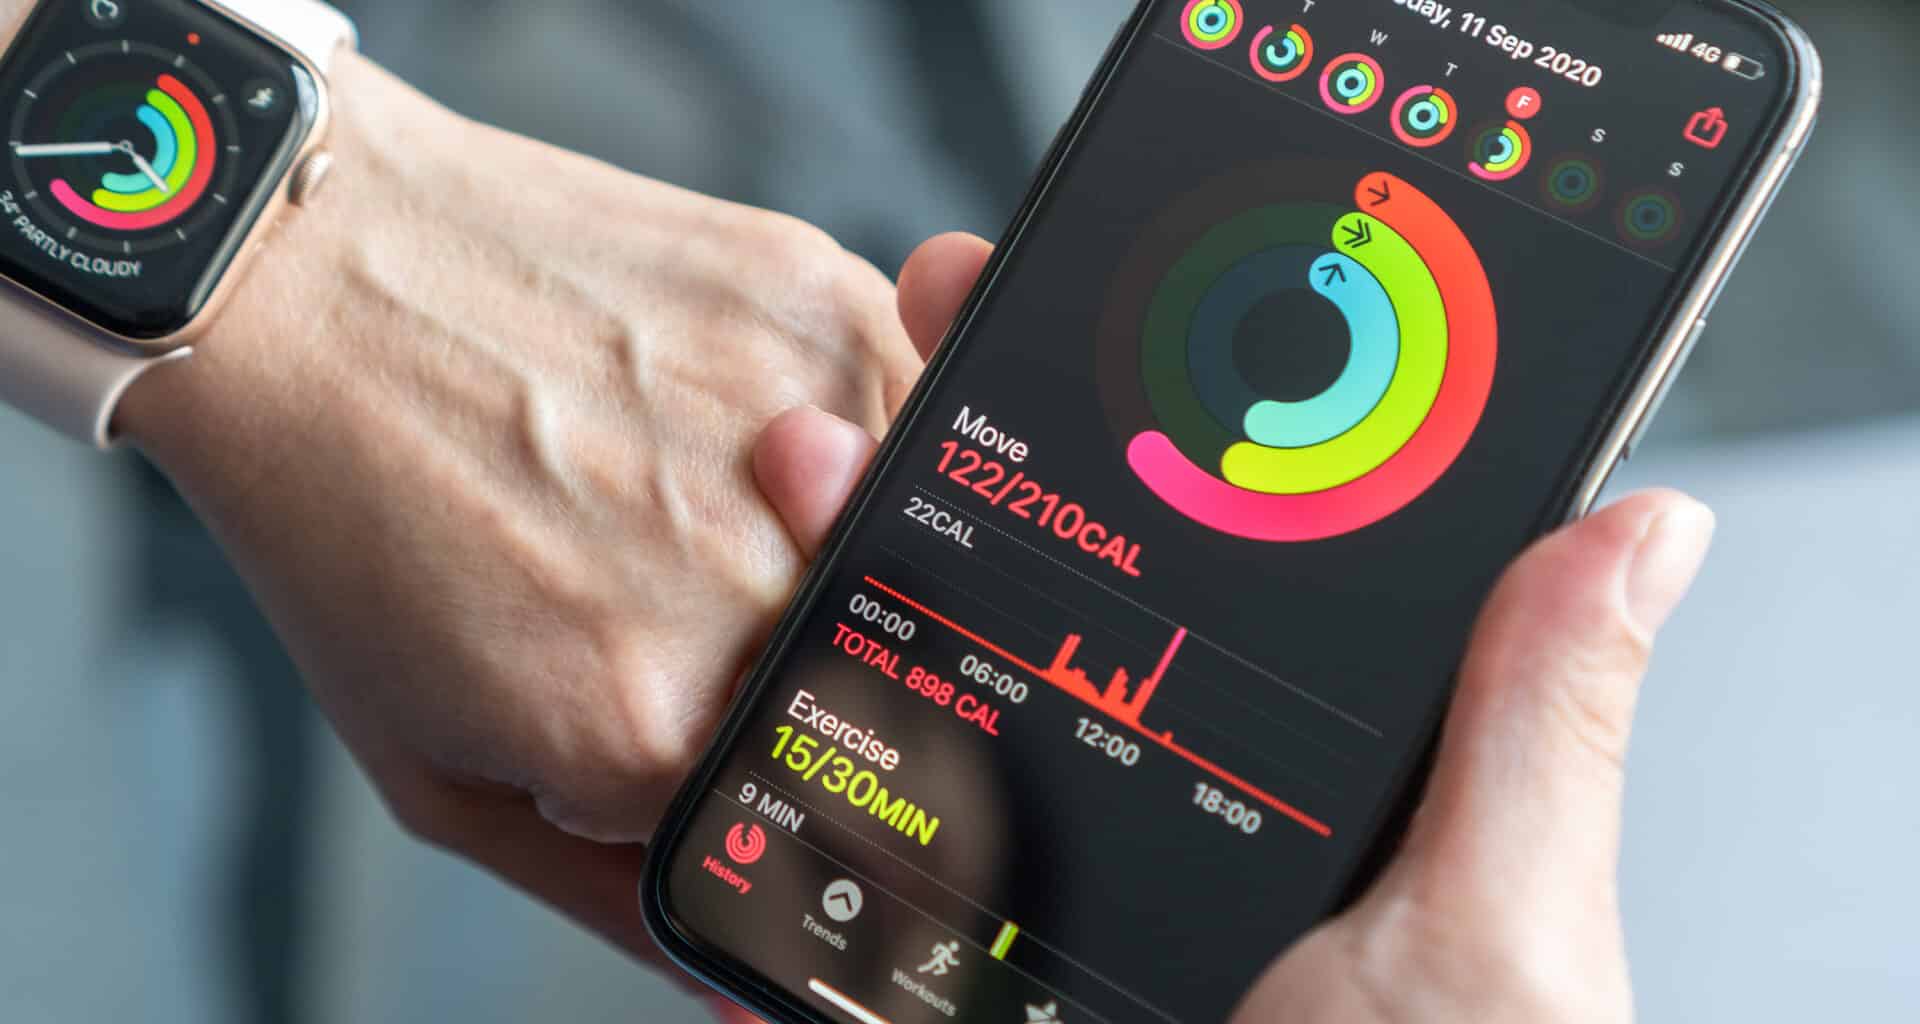 34° PARTLY CLOUDY
day, 11 Sep 2020
4G
T W T F S S
Move
122/210CAL
22CAL
00:00 06:00 12:00 18:00
TOTAL 898 CAL
Exercise
15/30MIN
9 MIN
History Trends Workouts